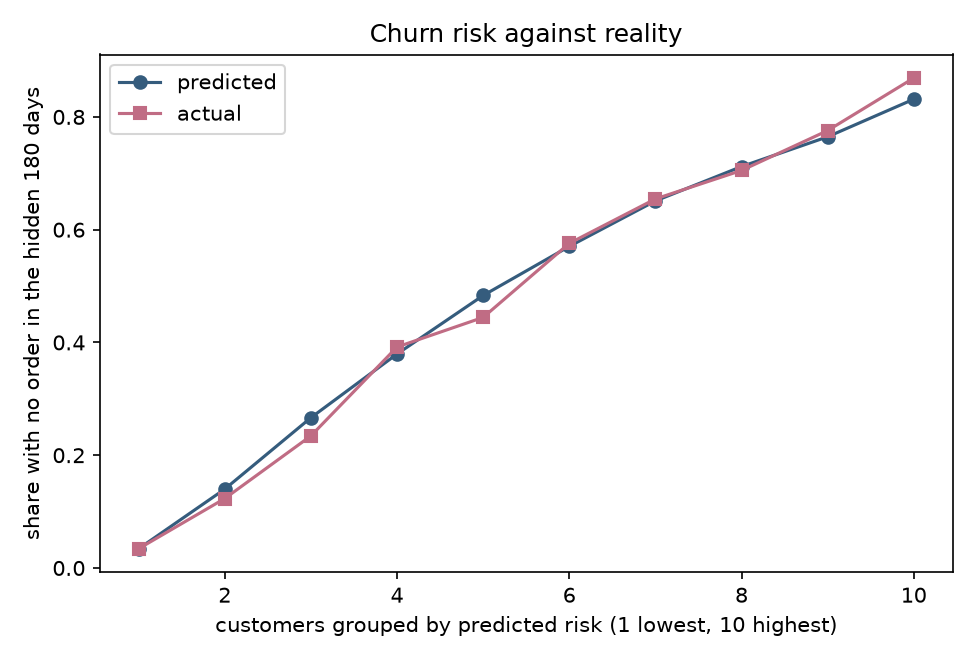 Churn risk against reality
predicted
actual
share with no order in the hidden 180 days
0.8
0.6
0.4
0.2
0.0
2 4 6 8 10
customers grouped by predicted risk (1 lowest, 10 highest)